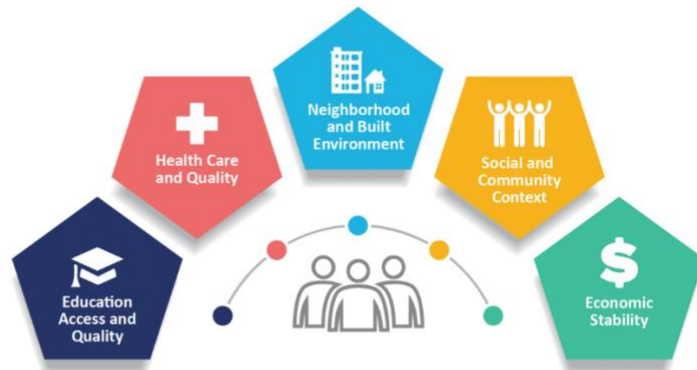 Education
Access and
Quality
Health Care
and Quality
Neighborhood
and Built
Environment
Social and
Community
Context
$
Economic
Stability